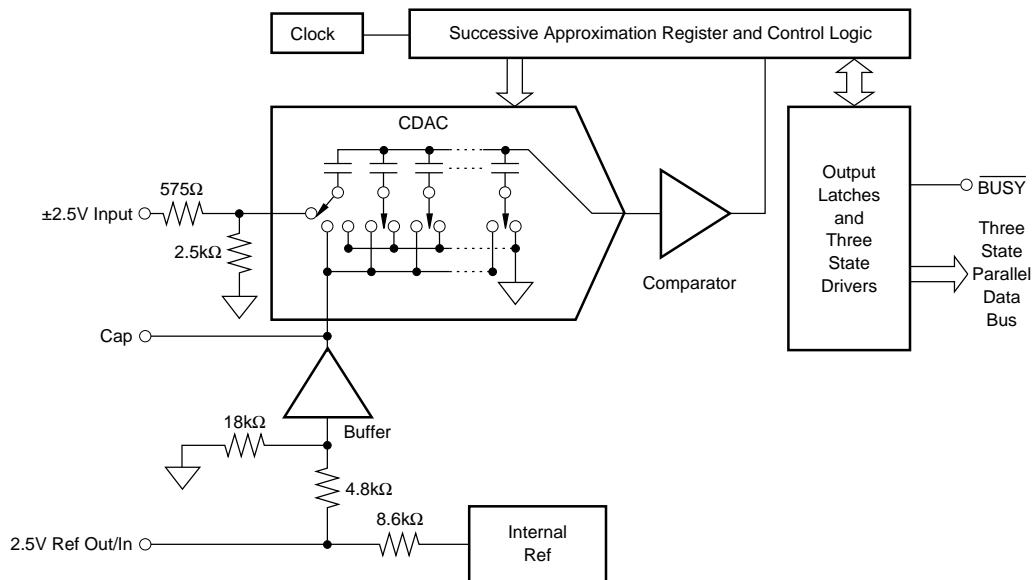 Clock
Successive Approximation Register and Control Logic
CDAC
575Ω
±2.5V Input
2.5kΩ
Comparator
Output
Latches
and
Three
State
Drivers
BUSY
Three
State
Parallel
Data
Bus
Cap
Buffer
18kΩ
4.8kΩ
8.6kΩ
2.5V Ref Out/In
Internal
Ref